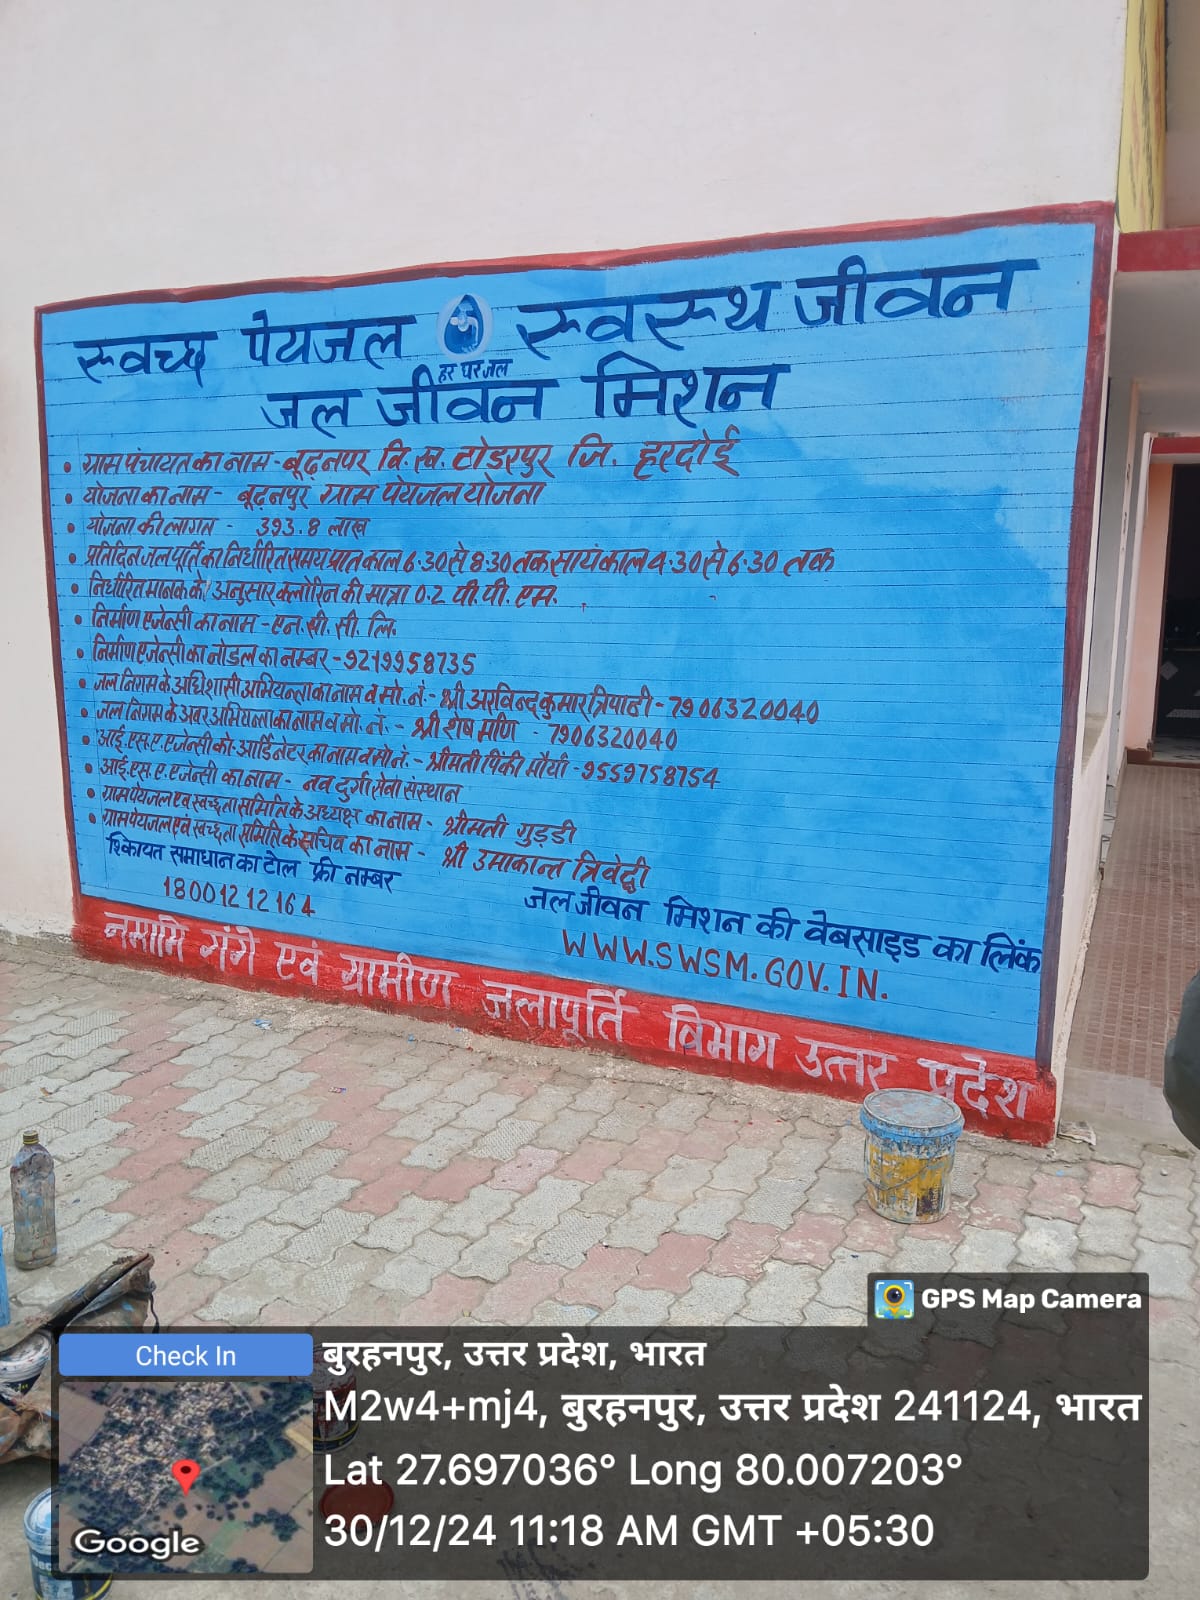 स्वच्छ पेयजल स्वस्थ जीवन
हर घर जल
जल जीवन मिशन
• ग्राम पंचायत का नाम - बूढ़नपर वि. ख. टोडरपुर जि. हरदोई
• योजना का नाम - बूढ़नपुर ग्राम पेयजल योजना
• योजना की लागत - 393.8 लाख
• प्रतिदिन जल पूर्ति का निर्धारित समय प्रातकाल 6.30 से 8.30 तक सायंकाल 4.30 से 6.30 तक
• निर्धारित मानक के अनुसार क्लोरिन की मात्रा 0.2 पी. पी. एम.
• निर्माण एजेन्सी का नाम - एन. सी. सी. लि.
• निर्माण एजेन्सी का नोडल का नम्बर - 9219958735
• जल निगम के अधिशासी अभियन्ता का नाम व मो. नं. - श्री अरविन्द कुमार त्रिपाठी - 7906320040
• जल निगम के अवर अभियन्ता का नाम व मो. नं. - श्री शेष मणि - 7906320040
• आई. एस. ए. एजेन्सी को-आर्डिनेटर का नाम व मो नं. - श्रीमती पिंकी मौर्या - 9559758754
• आई. एस. ए. एजेन्सी का नाम - नव दुर्गा सेवा संस्थान
• ग्राम पेयजल एवं स्वच्छता समिति के अध्यक्ष का नाम - श्रीमती गुड्डी
• ग्राम पेयजल एवं स्वच्छता समिति के सचिव का नाम - श्री उमाकान्त त्रिवेद्वी
श्किायत समाधान का टोल फ्री नम्बर
18001212164
जल जीवन मिशन की वेबसाइड का लिंक
WWW.SWSM.GOV.IN.
नमामि गंगे एवं ग्रामीण जलापूर्ति विभाग उत्तर प्रदेश
GPS Map Camera
Check In
बुरहनपुर, उत्तर प्रदेश, भारत
M2w4+mj4, बुरहनपुर, उत्तर प्रदेश 241124, भारत
Lat 27.697036° Long 80.007203°
30/12/24 11:18 AM GMT +05:30
Google